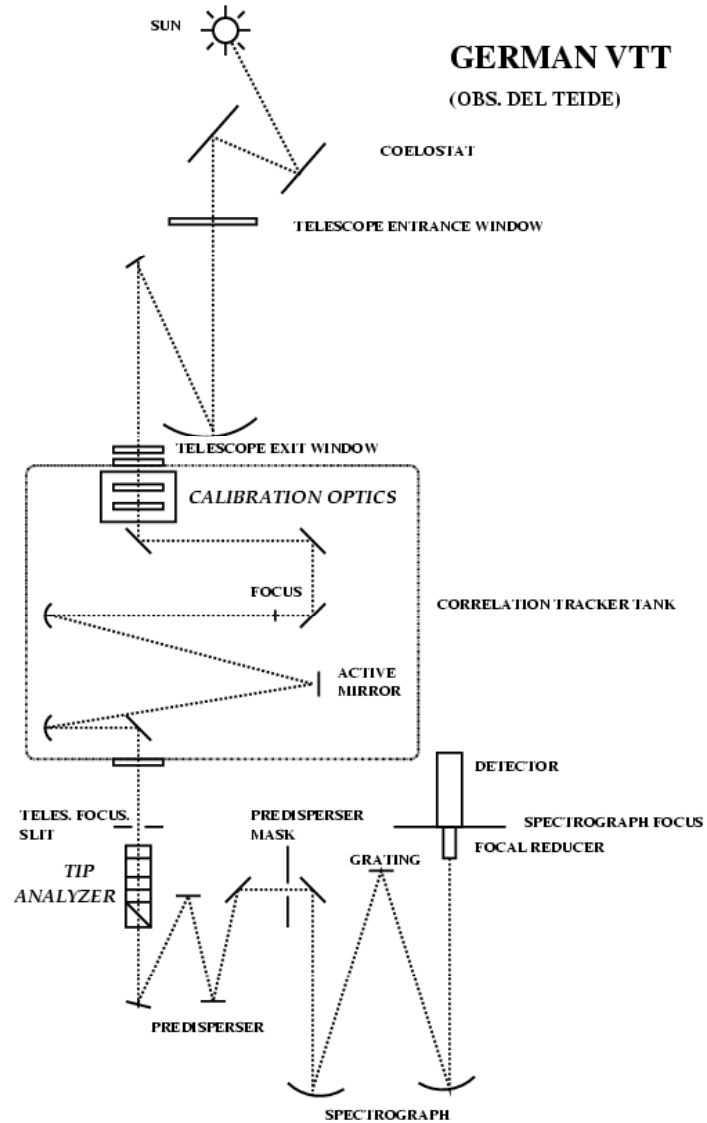 SUN
GERMAN VTT
(OBS. DEL TEIDE)
COELOSTAT
TELESCOPE ENTRANCE WINDOW
TELESCOPE EXIT WINDOW
CALIBRATION OPTICS
FOCUS
CORRELATION TRACKER TANK
ACTIVE
MIRROR
DETECTOR
TELES. FOCUS.
SLIT
PREDISPERSER
MASK
SPECTROGRAPH FOCUS
FOCAL REDUCER
GRATING
TIP
ANALYZER
PREDISPERSER
SPECTROGRAPH